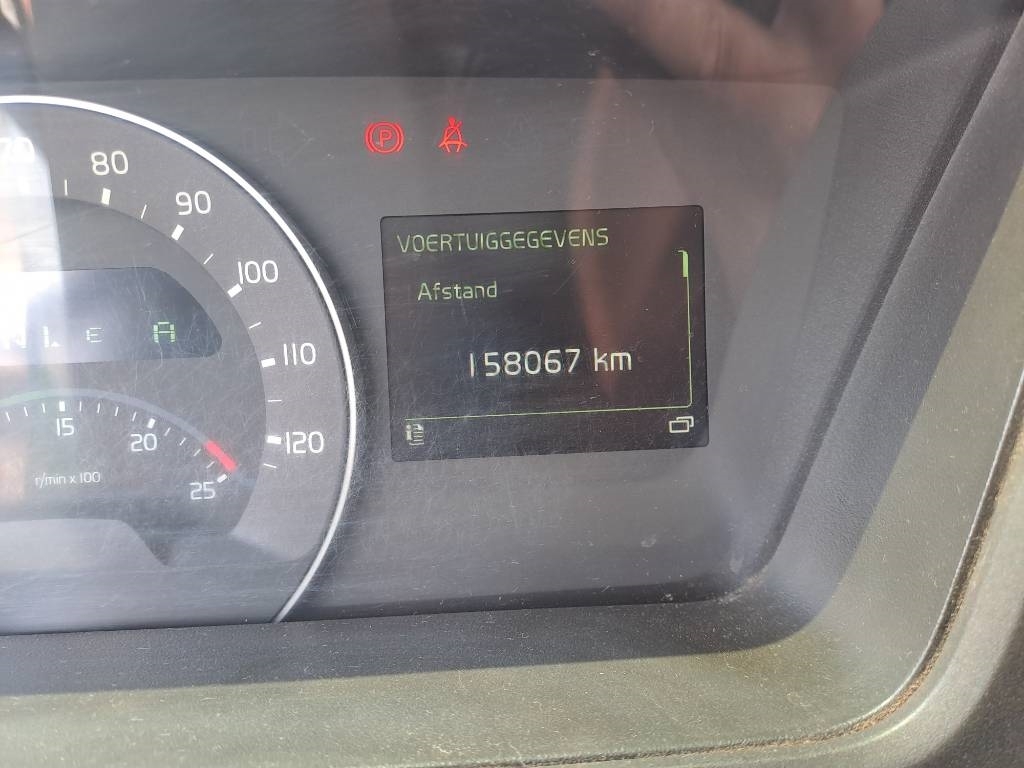 80
90
100
110
120
15
20
25
r/min x 100
E
A
P
VOERTUIGGEGEVENS
Afstand
158067 km